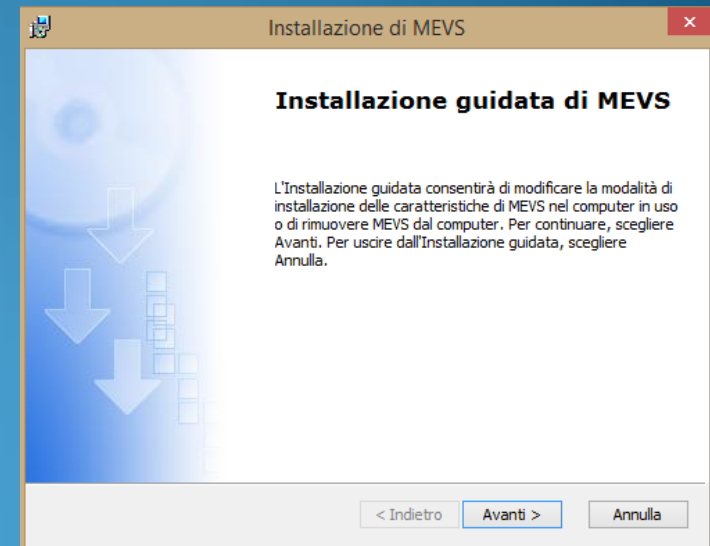 Installazione di MEVS
Installazione guidata di MEVS
L'Installazione guidata consentirà di modificare la modalità di
installazione delle caratteristiche di MEVS nel computer in uso
o di rimuovere MEVS dal computer. Per continuare, scegliere
Avanti. Per uscire dall'Installazione guidata, scegliere
Annulla.
< Indietro Avanti > Annulla